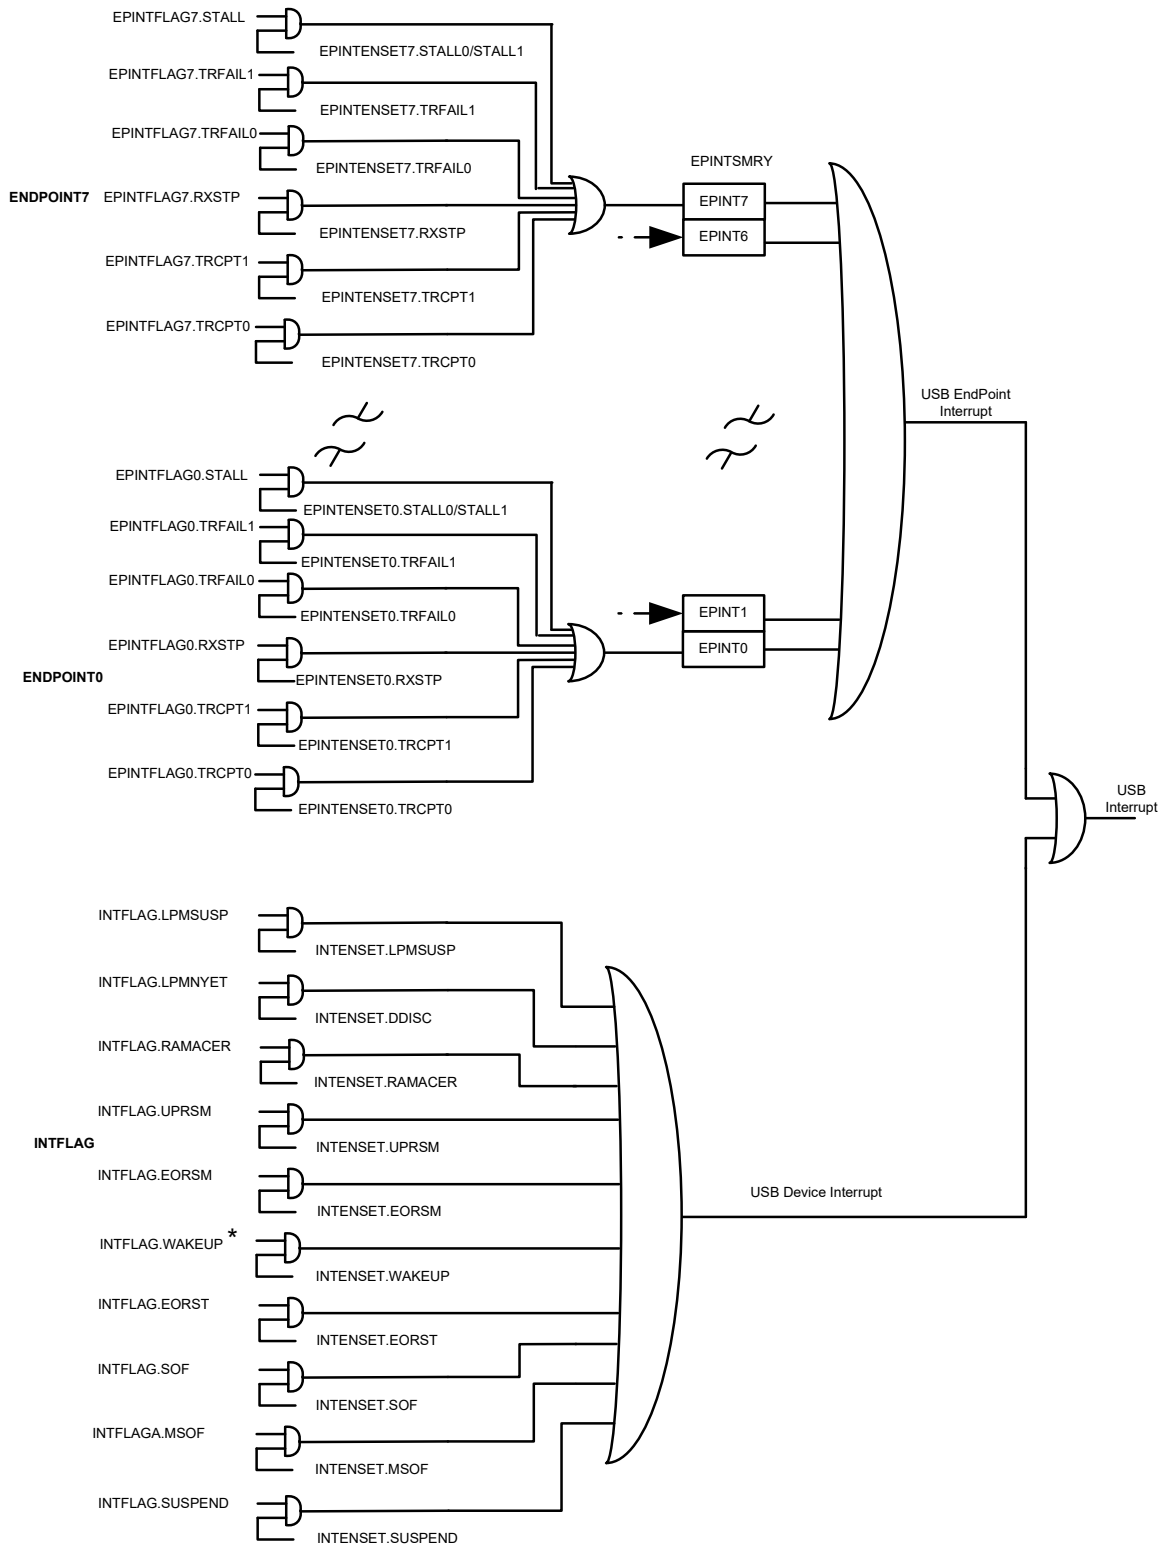 EPINTFLAG7.STALL
EPINTENSET7.STALL0/STALL1
EPINTFLAG7.TRFAIL1
EPINTENSET7.TRFAIL1
EPINTFLAG7.TRFAIL0
EPINTENSET7.TRFAIL0
ENDPOINT7
EPINTFLAG7.RXSTP
EPINTENSET7.RXSTP
EPINTFLAG7.TRCPT1
EPINTENSET7.TRCPT1
EPINTFLAG7.TRCPT0
EPINTENSET7.TRCPT0
EPINTSMRY
EPINT7
EPINT6
USB EndPoint
Interrupt
EPINTFLAG0.STALL
EPINTENSET0.STALL0/STALL1
EPINTFLAG0.TRFAIL1
EPINTENSET0.TRFAIL1
EPINTFLAG0.TRFAIL0
EPINTENSET0.TRFAIL0
EPINTFLAG0.RXSTP
ENDPOINT0
EPINTENSET0.RXSTP
EPINTFLAG0.TRCPT1
EPINTENSET0.TRCPT1
EPINTFLAG0.TRCPT0
EPINTENSET0.TRCPT0
EPINT1
EPINT0
USB
Interrupt
INTFLAG.LPMSUSP
INTENSET.LPMSUSP
INTFLAG.LPMNYET
INTENSET.DDISC
INTFLAG.RAMACER
INTENSET.RAMACER
INTFLAG.UPRSM
INTFLAG
INTENSET.UPRSM
INTFLAG.EORSM
INTENSET.EORSM
INTFLAG.WAKEUP *
INTENSET.WAKEUP
INTFLAG.EORST
INTENSET.EORST
INTFLAG.SOF
INTENSET.SOF
INTFLAGA.MSOF
INTENSET.MSOF
INTFLAG.SUSPEND
INTENSET.SUSPEND
USB Device Interrupt